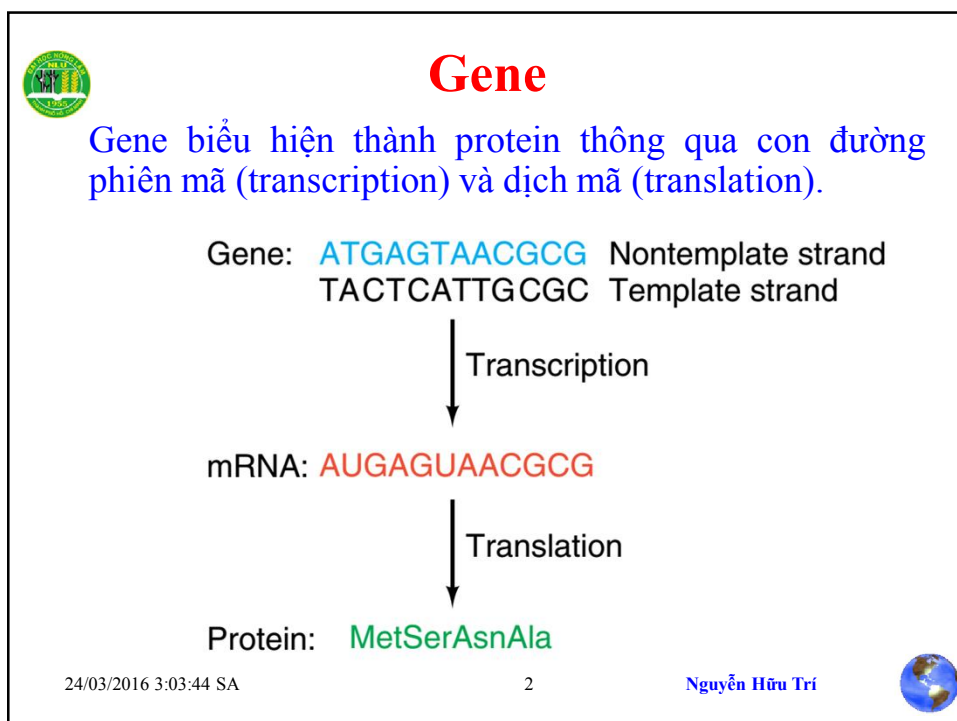 Gene
Gene biểu hiện thành protein thông qua con đường
phiên mã (transcription) và dịch mã (translation).
Gene: ATGAGTAACGCG Nontemplate strand
TACTCATTGCGC Template strand
Transcription
mRNA: AUGAGUAACGCG
Translation
Protein: MetSerAsnAla
24/03/2016 3:03:44 SA 2 Nguyễn Hữu Trí
NLU
1955